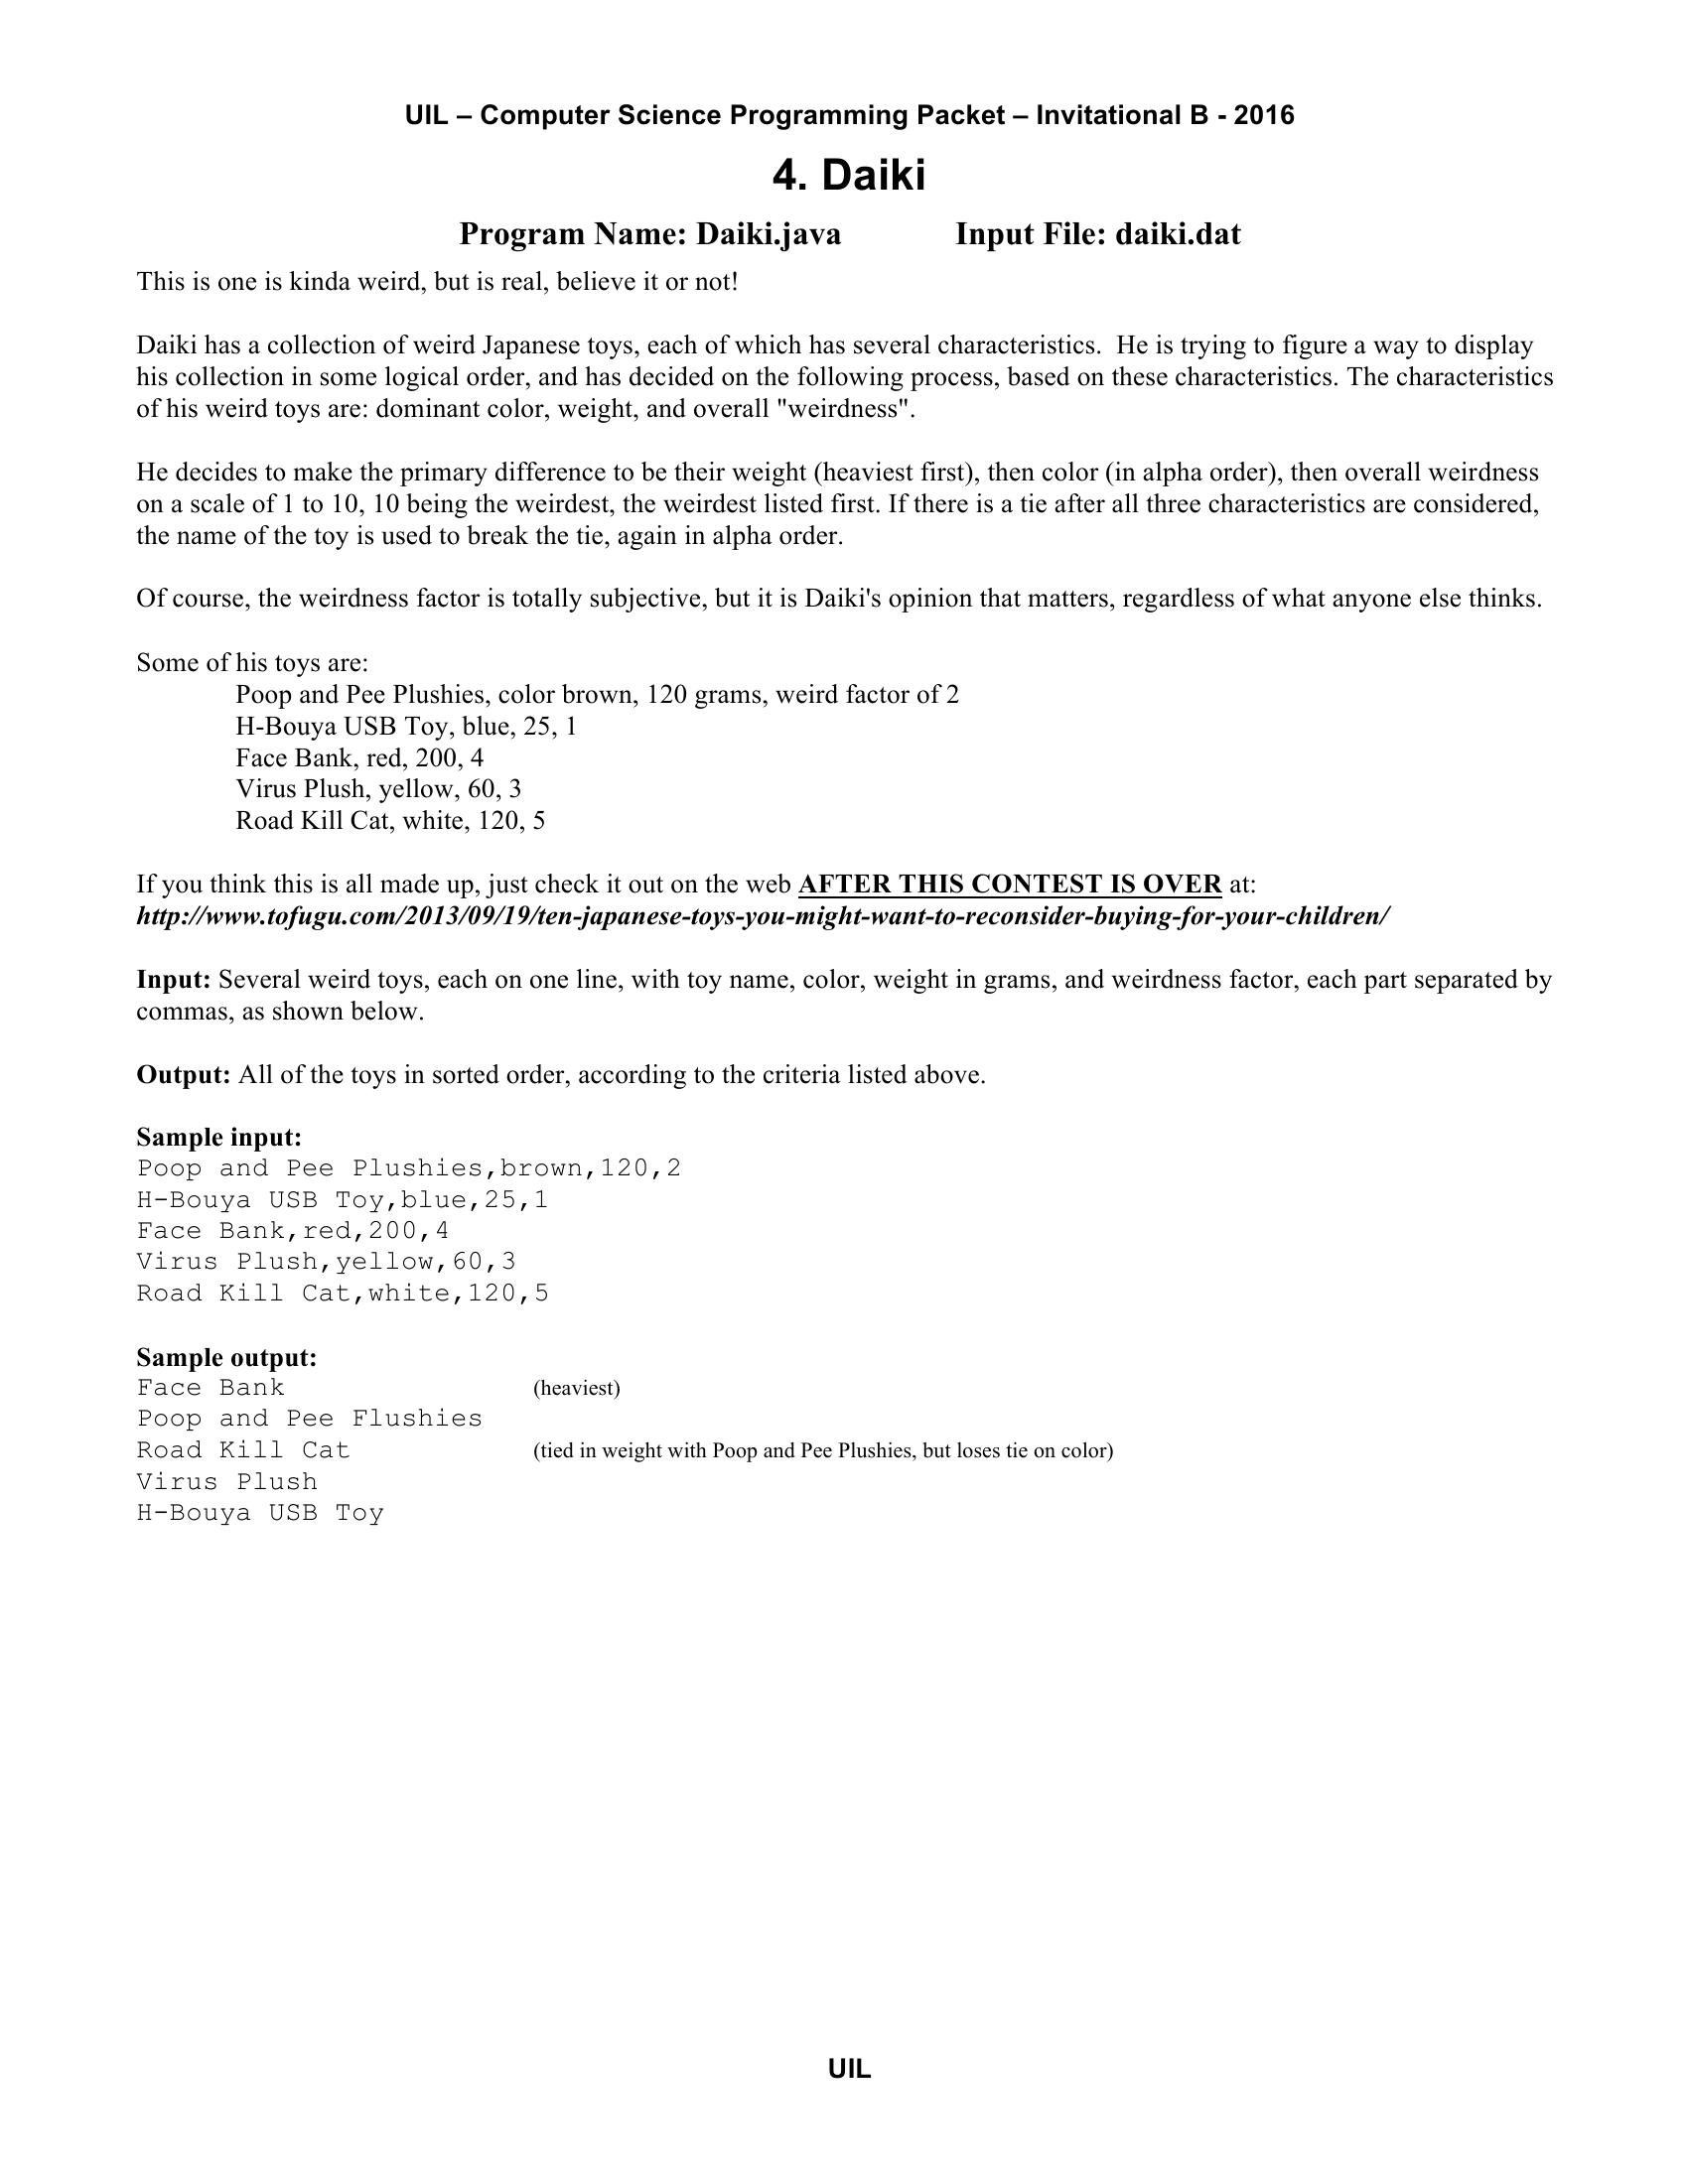 UIL – Computer Science Programming Packet – Invitational B - 2016
4. Daiki
Program Name: Daiki.java Input File: daiki.dat
This is one is kinda weird, but is real, believe it or not!
Daiki has a collection of weird Japanese toys, each of which has several characteristics.  He is trying to figure a way to display
his collection in some logical order, and has decided on the following process, based on these characteristics. The characteristics
of his weird toys are: dominant color, weight, and overall "weirdness".
He decides to make the primary difference to be their weight (heaviest first), then color (in alpha order), then overall weirdness
on a scale of 1 to 10, 10 being the weirdest, the weirdest listed first. If there is a tie after all three characteristics are considered,
the name of the toy is used to break the tie, again in alpha order.
Of course, the weirdness factor is totally subjective, but it is Daiki's opinion that matters, regardless of what anyone else thinks.
Some of his toys are:
Poop and Pee Plushies, color brown, 120 grams, weird factor of 2
H-Bouya USB Toy, blue, 25, 1
Face Bank, red, 200, 4
Virus Plush, yellow, 60, 3
Road Kill Cat, white, 120, 5
If you think this is all made up, just check it out on the web AFTER THIS CONTEST IS OVER at:
http://www.tofugu.com/2013/09/19/ten-japanese-toys-you-might-want-to-reconsider-buying-for-your-children/
Input: Several weird toys, each on one line, with toy name, color, weight in grams, and weirdness factor, each part separated by
commas, as shown below.
Output: All of the toys in sorted order, according to the criteria listed above.
Sample input:
Poop and Pee Plushies,brown,120,2
H-Bouya USB Toy,blue,25,1
Face Bank,red,200,4
Virus Plush,yellow,60,3
Road Kill Cat,white,120,5
Sample output:
Face Bank (heaviest)
Poop and Pee Flushies
Road Kill Cat (tied in weight with Poop and Pee Plushies, but loses tie on color)
Virus Plush
H-Bouya USB Toy
UIL